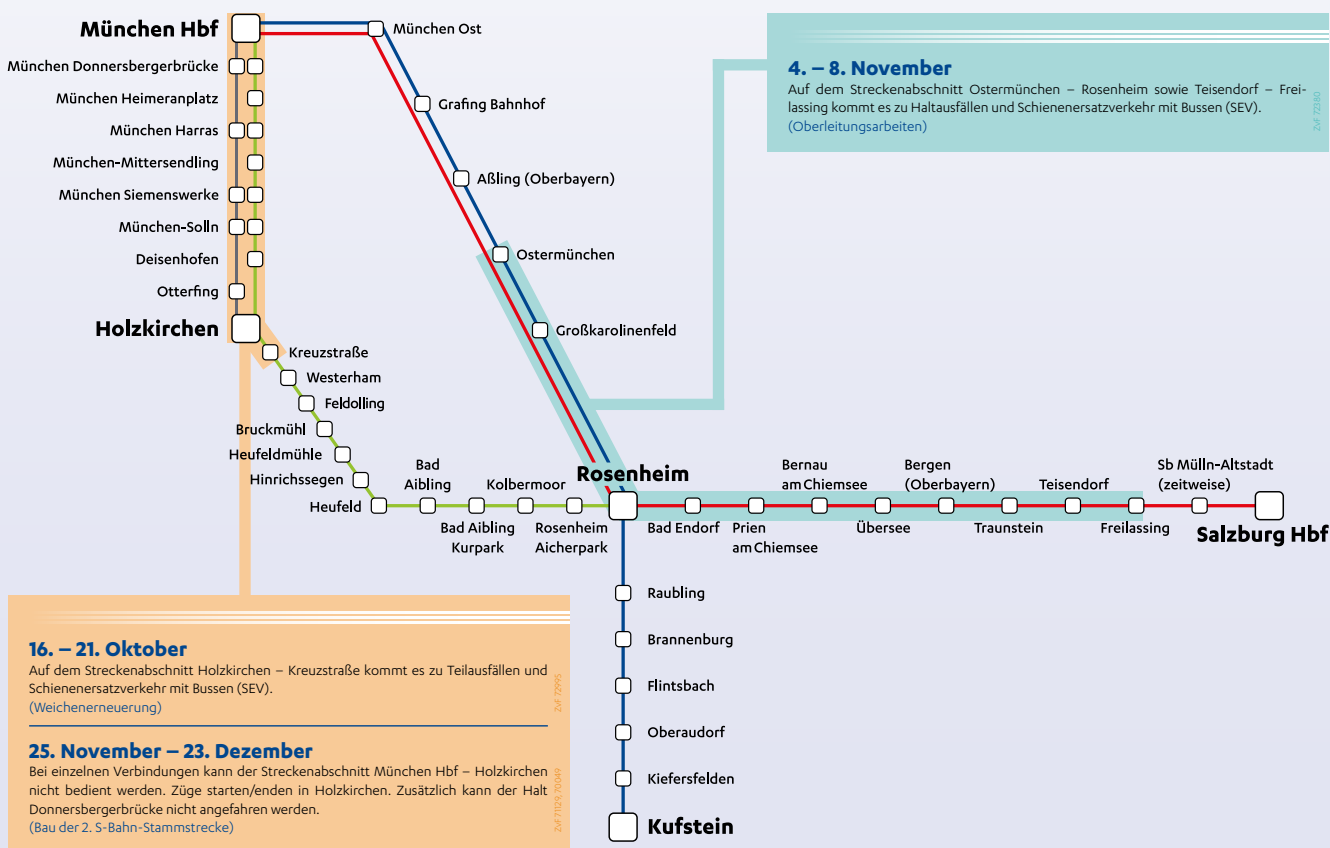 München Hbf
München Ost
München Donnersbergerbrücke
München Heimeranplatz
München Harras
München-Mittersendling
München Siemenswerke
München-Solln
Deisenhofen
Otterfing
Holzkirchen
Kreuzstraße
Westerham
Feldolling
Bruckmühl
Heufeldmühle
Hinrichssegen
Heufeld
Bad
Aibling
Bad Aibling
Kurpark
Kolbermoor
Rosenheim
Aicherpark
Grafing Bahnhof
Aßling (Oberbayern)
Ostermünchen
Großkarolinenfeld
Rosenheim
Bad Endorf
Prien
am Chiemsee
Bernau
am Chiemsee
Übersee
Bergen
(Oberbayern)
Traunstein
Teisendorf
Freilassing
Sb Mülln-Altstadt
(zeitweise)
Salzburg Hbf
Raubling
Brannenburg
Flintsbach
Oberaudorf
Kiefersfelden
Kufstein
4. – 8. November
Auf dem Streckenabschnitt Ostermünchen – Rosenheim sowie Teisendorf – Frei-
lassing kommt es zu Haltausfällen und Schienenersatzverkehr mit Bussen (SEV).
(Oberleitungsarbeiten)
ZvF 72380
16. – 21. Oktober
Auf dem Streckenabschnitt Holzkirchen – Kreuzstraße kommt es zu Teilausfällen und
Schienenersatzverkehr mit Bussen (SEV).
(Weichenerneuerung)
ZvF 72995
25. November – 23. Dezember
Bei einzelnen Verbindungen kann der Streckenabschnitt München Hbf – Holzkirchen
nicht bedient werden. Züge starten/enden in Holzkirchen. Zusätzlich kann der Halt
Donnersbergerbrücke nicht angefahren werden.
(Bau der 2. S-Bahn-Stammstrecke)
ZvF 71129, 70049